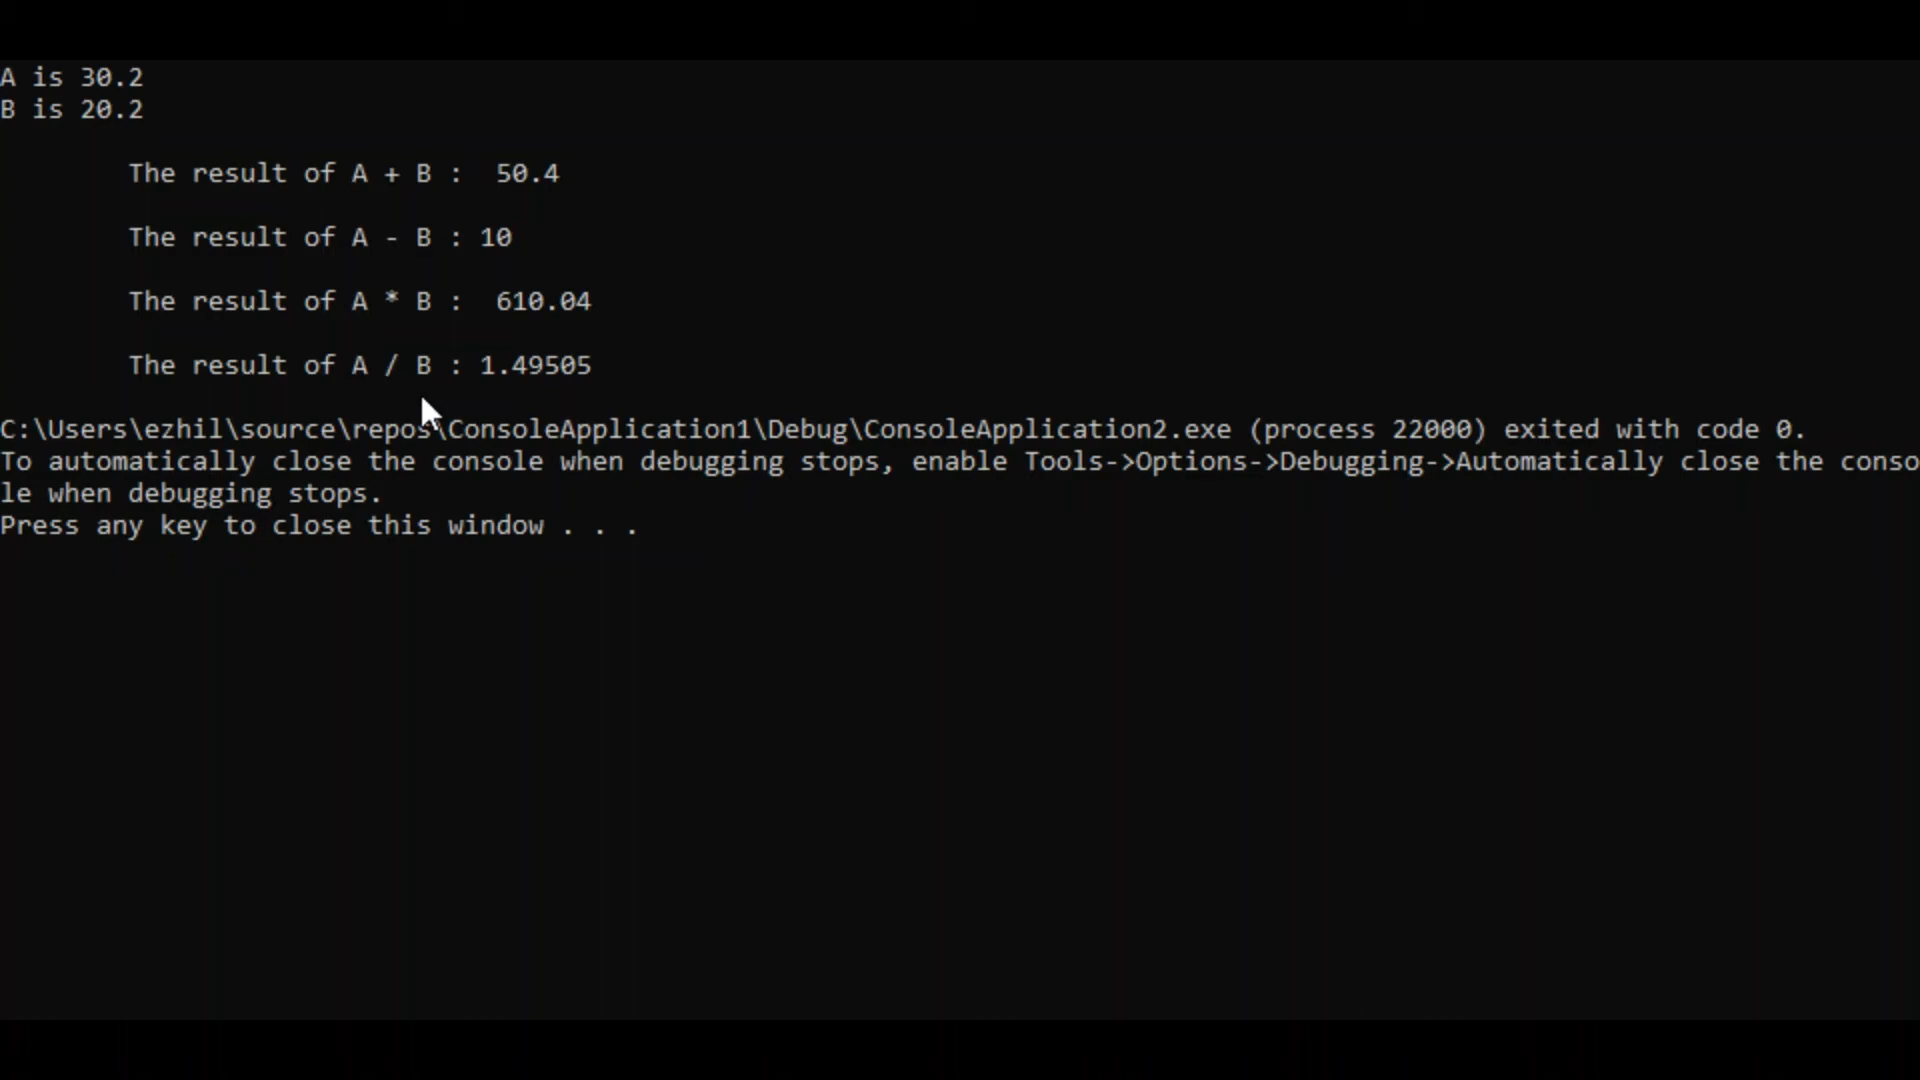 A is 30.2
B is 20.2
The result of A + B :  50.4
The result of A - B : 10
The result of A * B :  610.04
The result of A / B : 1.49505
C:\Users\ezhil\source\repos\ConsoleApplication1\Debug\ConsoleApplication2.exe (process 22000) exited with code 0.
To automatically close the console when debugging stops, enable Tools->Options->Debugging->Automatically close the conso
le when debugging stops.
Press any key to close this window . . .